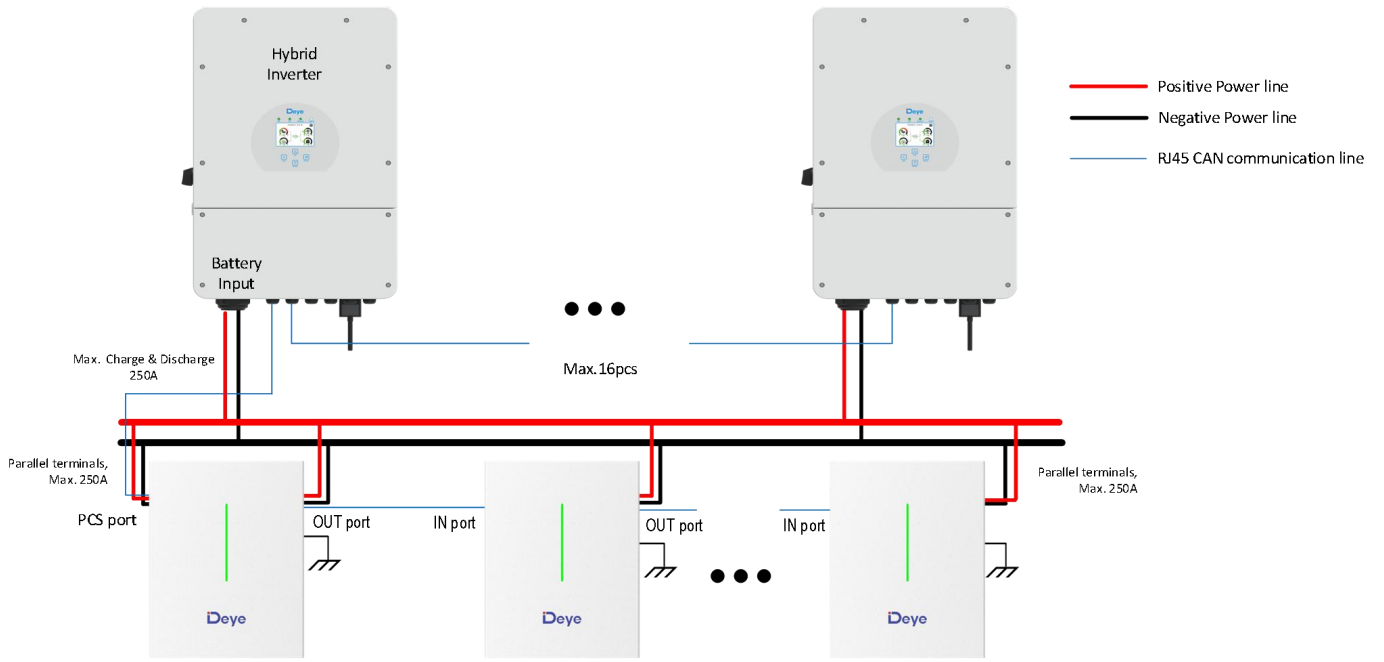 Hybrid
Inverter
Deye
Deye
Positive Power line
Negative Power line
RJ45 CAN communication line
Battery
Input
Max. Charge & Discharge
250A
Max.16pcs
Parallel terminals,
Max. 250A
Parallel terminals,
Max. 250A
PCS port
OUT port
IN port
OUT port
IN port
Deye
Deye
Deye